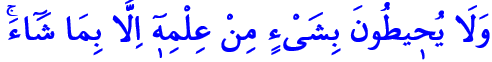 وَلَا يُحٖيطُونَ بِشَىْءٍ مِنْ عِلْمِهٖٓ اِلَّا بِمَا شَٓاءَۚ